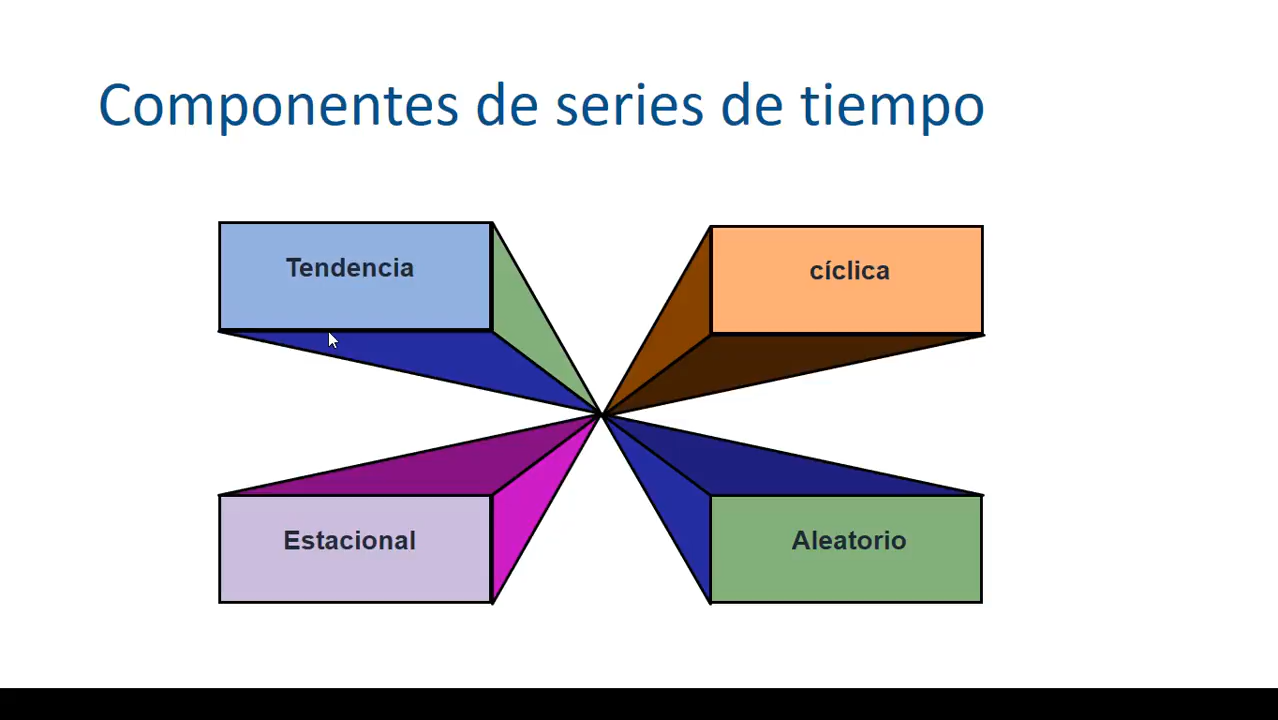 Componentes de series de tiempo
Tendencia
cíclica
Estacional
Aleatorio